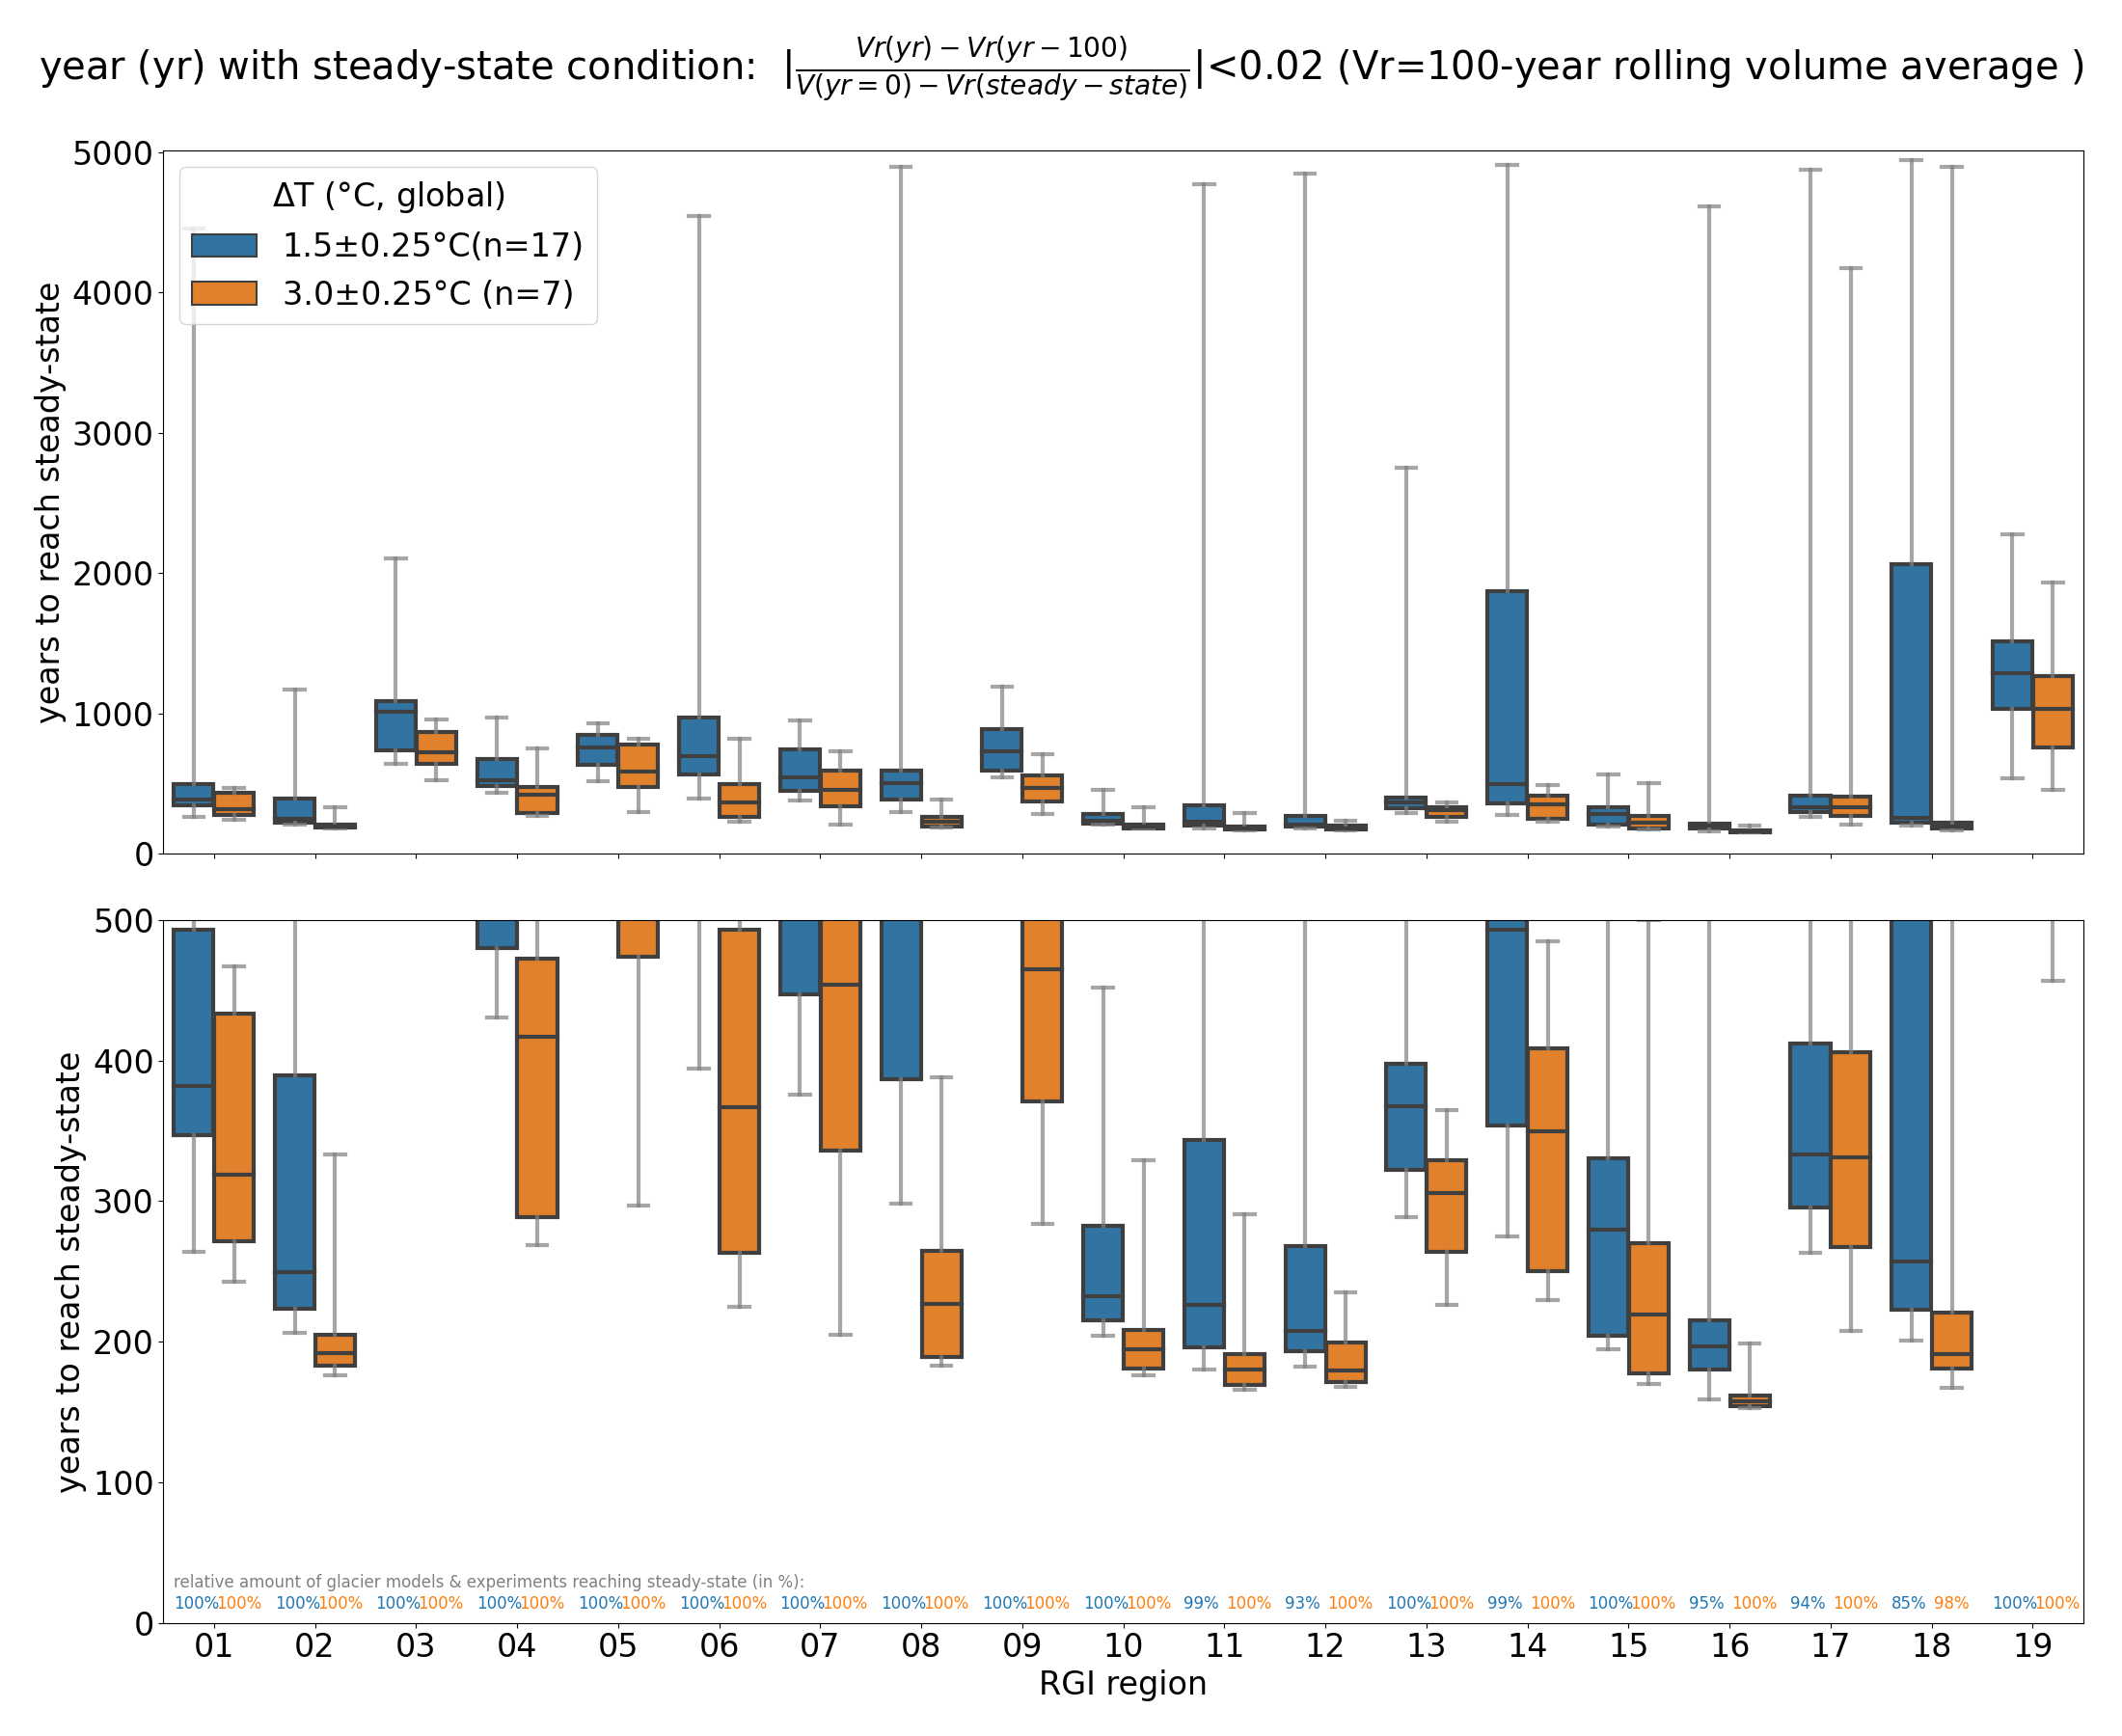 year (yr) with steady-state condition: |\frac{Vr(yr)-Vr(yr-100)}{V(yr=0)-Vr(steady-state)}|<0.02 (Vr=100-year rolling volume average )
5000
4000
3000
2000
1000
0
years to reach steady-state
ΔT (°C, global)
1.5±0.25°C(n=17)
3.0±0.25°C (n=7)
500
400
300
200
100
0
years to reach steady-state
relative amount of glacier models & experiments reaching steady-state (in %):
100% 100% 100% 100% 100% 100% 100% 100% 100% 100% 100% 100% 100% 100% 100% 100% 100% 100% 100% 100% 99% 100% 93% 100% 100% 100% 99% 100% 100% 100% 95% 100% 94% 100% 85% 98% 100% 100%
01 02 03 04 05 06 07 08 09 10 11 12 13 14 15 16 17 18 19
RGI region